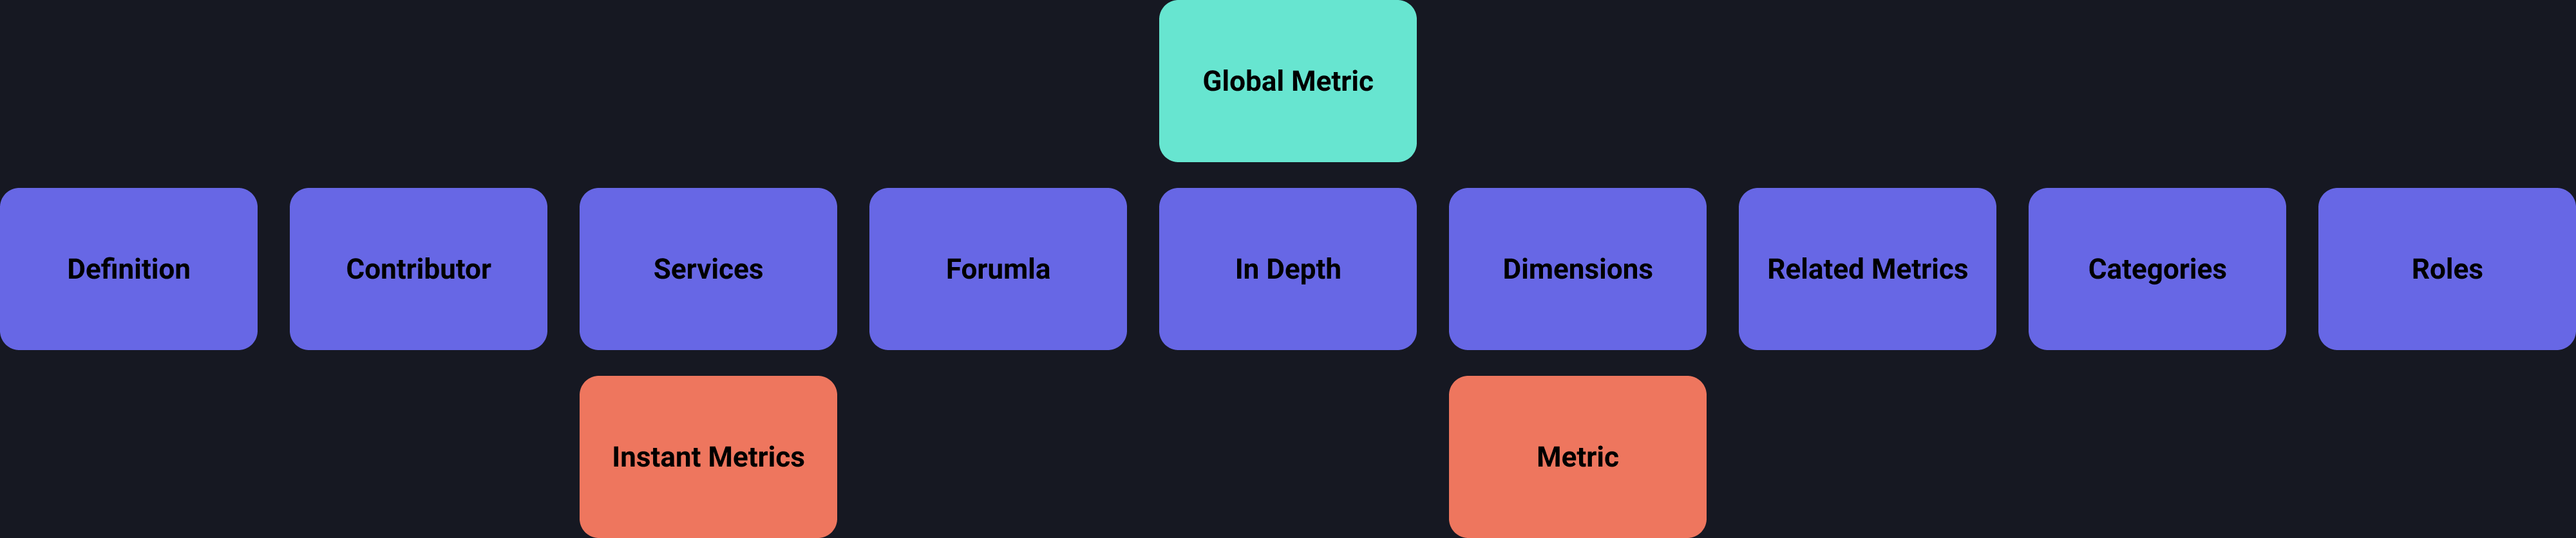 Global Metric
Definition
Contributor
Services
Forumla
In Depth
Dimensions
Related Metrics
Categories
Roles
Instant Metrics
Metric